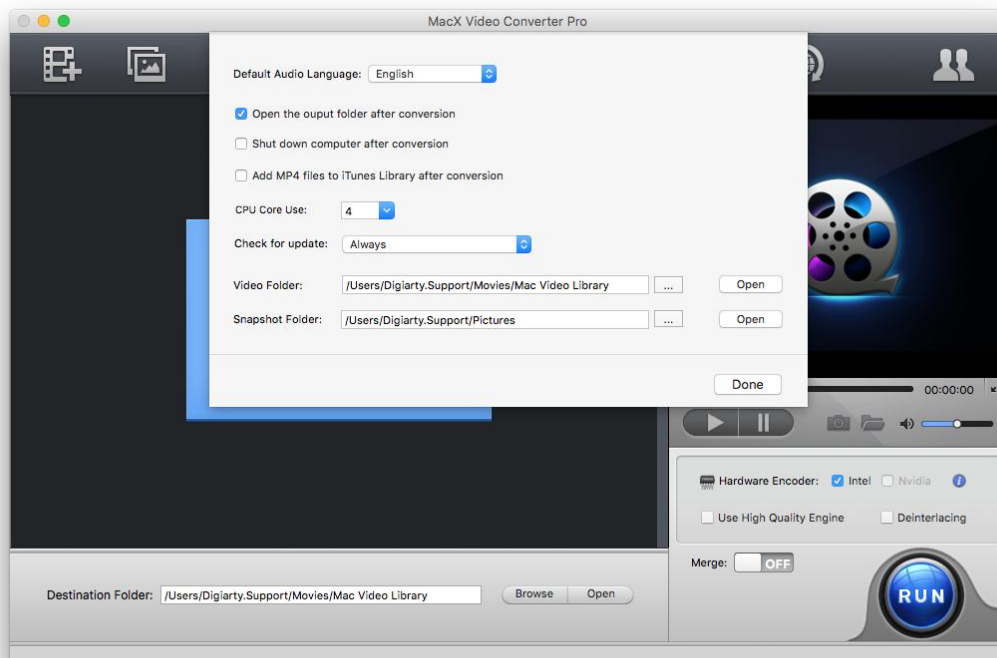 MacX Video Converter Pro
Default Audio Language: English
Open the ouput folder after conversion
Shut down computer after conversion
Add MP4 files to iTunes Library after conversion
CPU Core Use: 4
Check for update: Always
Video Folder: /Users/Digiarty.Support/Movies/Mac Video Library ... Open
Snapshot Folder: /Users/Digiarty.Support/Pictures ... Open
Done
00:00:00
Hardware Encoder: Intel Nvidia i
Use High Quality Engine Deinterlacing
Merge: OFF
Destination Folder: /Users/Digiarty.Support/Movies/Mac Video Library Browse Open
RUN